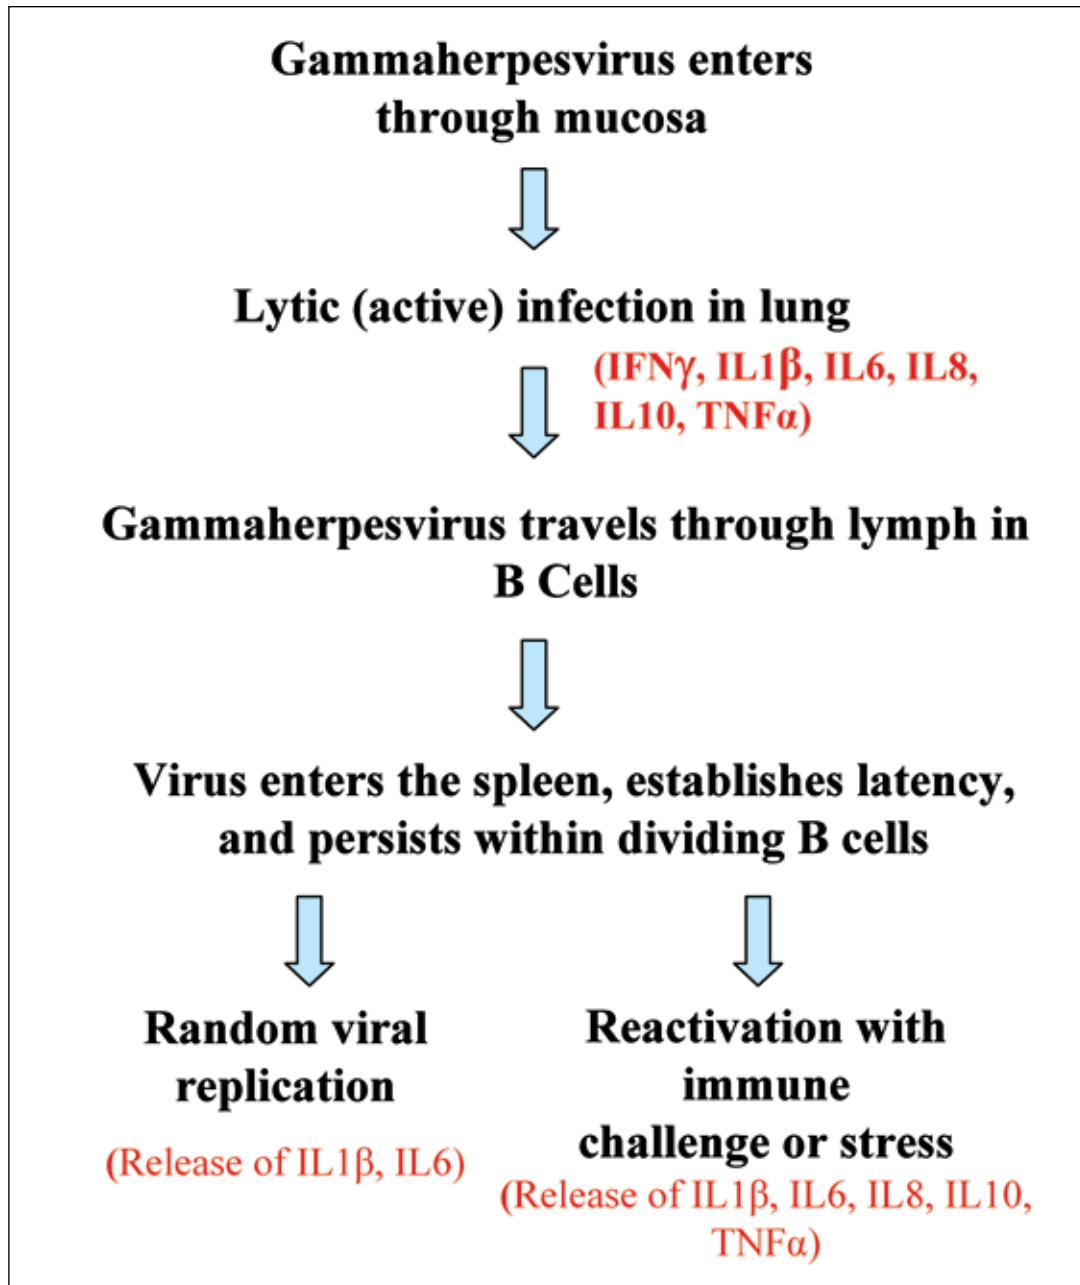 Gammaherpesvirus enters
through mucosa
Lytic (active) infection in lung
(IFNγ, IL1β, IL6, IL8,
IL10, TNFα)
Gammaherpesvirus travels through lymph in
B Cells
Virus enters the spleen, establishes latency,
and persists within dividing B cells
Random viral
replication
(Release of IL1β, IL6)
Reactivation with
immune
challenge or stress
(Release of IL1β, IL6, IL8, IL10,
TNFα)